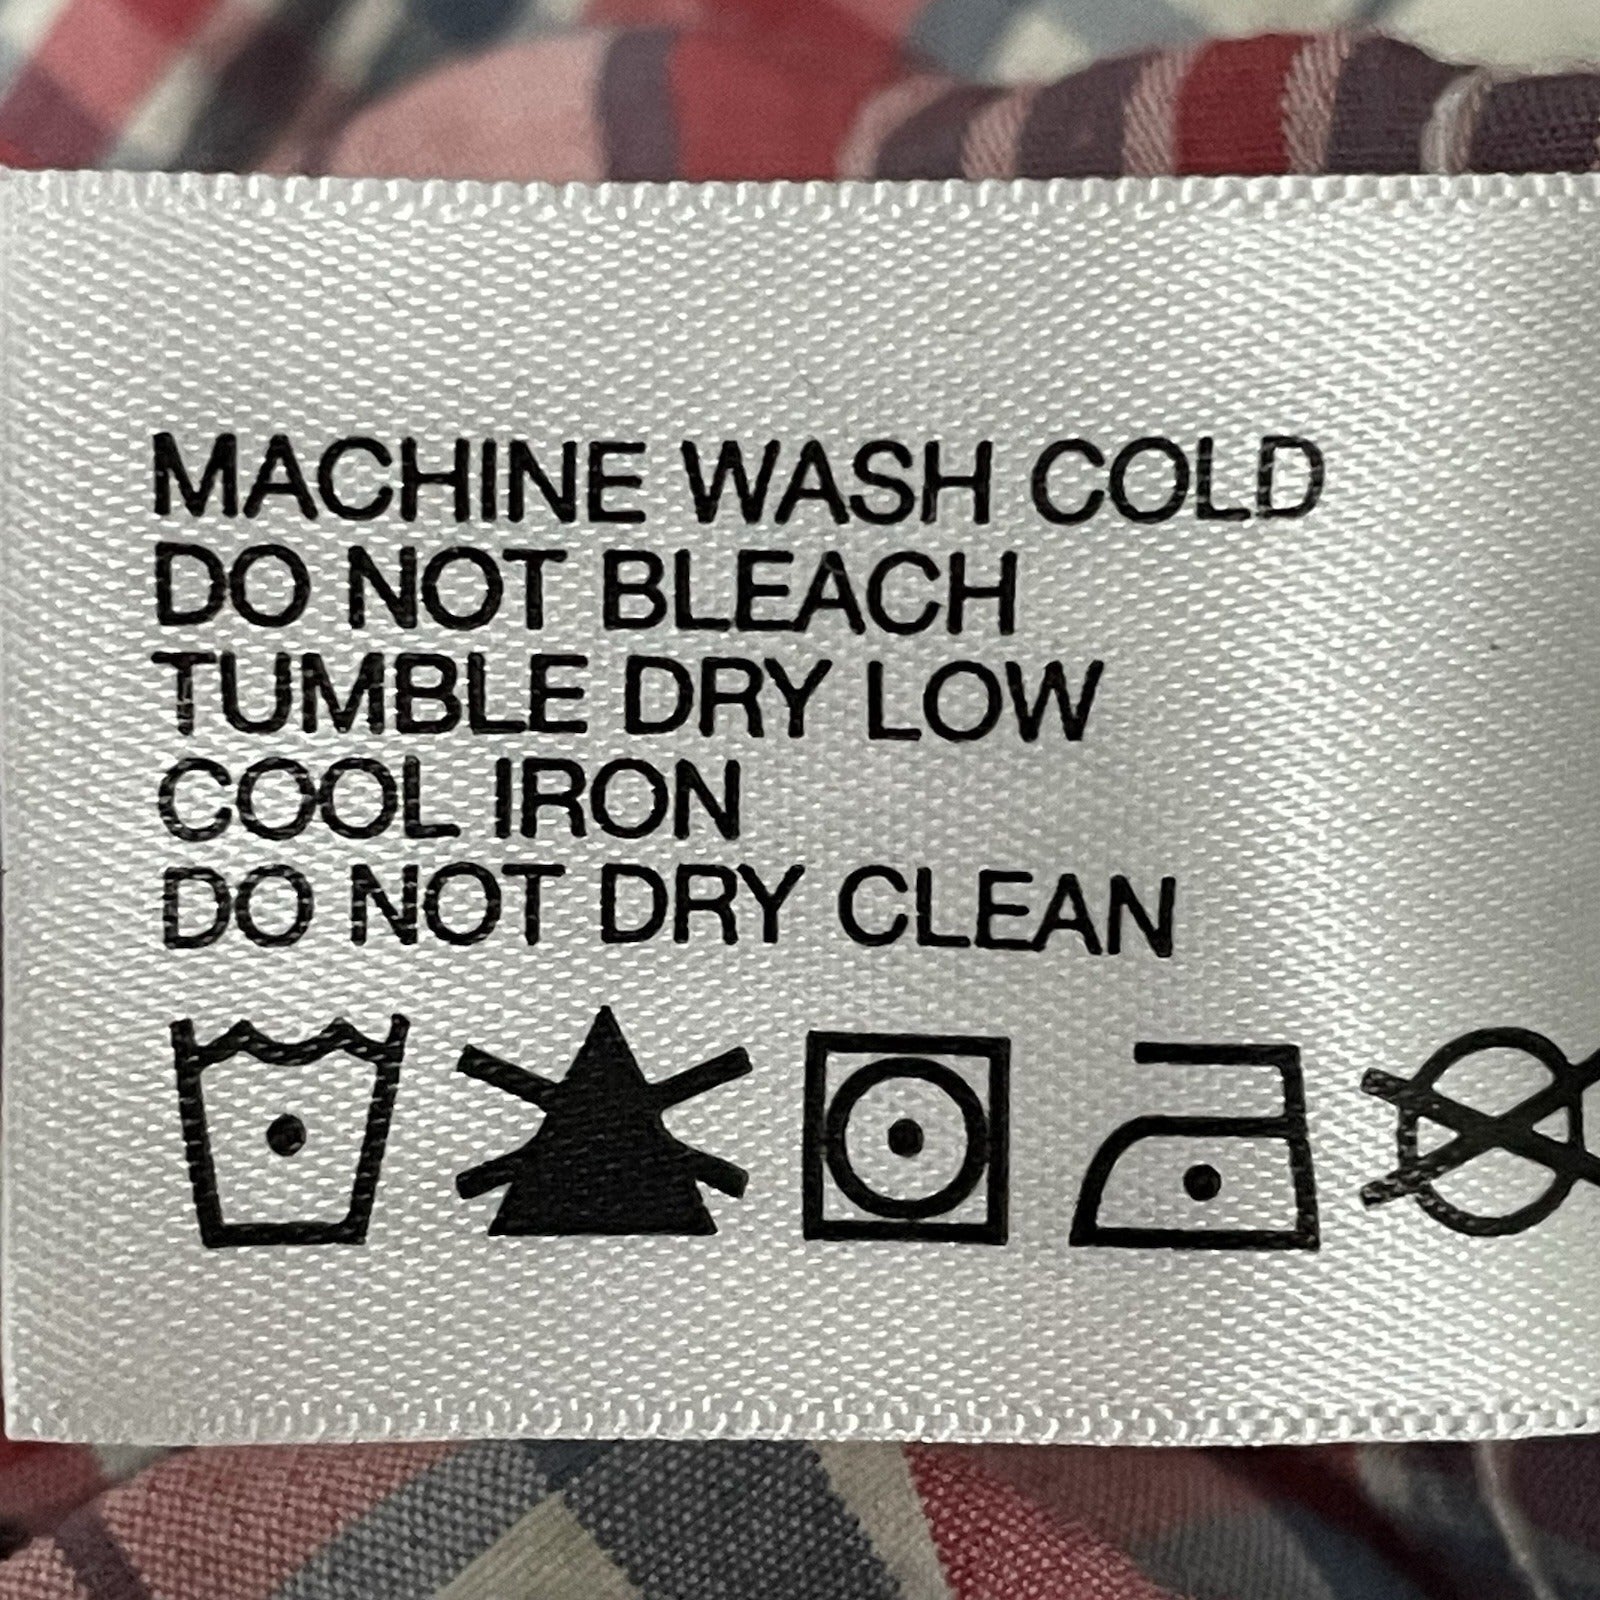 MACHINE WASH COLD
DO NOT BLEACH
TUMBLE DRY LOW
COOL IRON
DO NOT DRY CLEAN